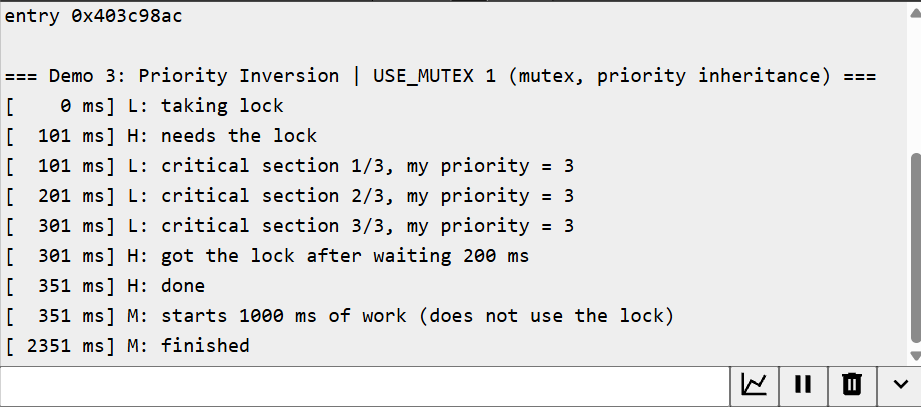 entry 0x403c98ac
=== Demo 3: Priority Inversion | USE_MUTEX 1 (mutex, priority inheritance) ===
[    0 ms] L: taking lock
[  101 ms] H: needs the lock
[  101 ms] L: critical section 1/3, my priority = 3
[  201 ms] L: critical section 2/3, my priority = 3
[  301 ms] L: critical section 3/3, my priority = 3
[  301 ms] H: got the lock after waiting 200 ms
[  351 ms] H: done
[  351 ms] M: starts 1000 ms of work (does not use the lock)
[ 2351 ms] M: finished